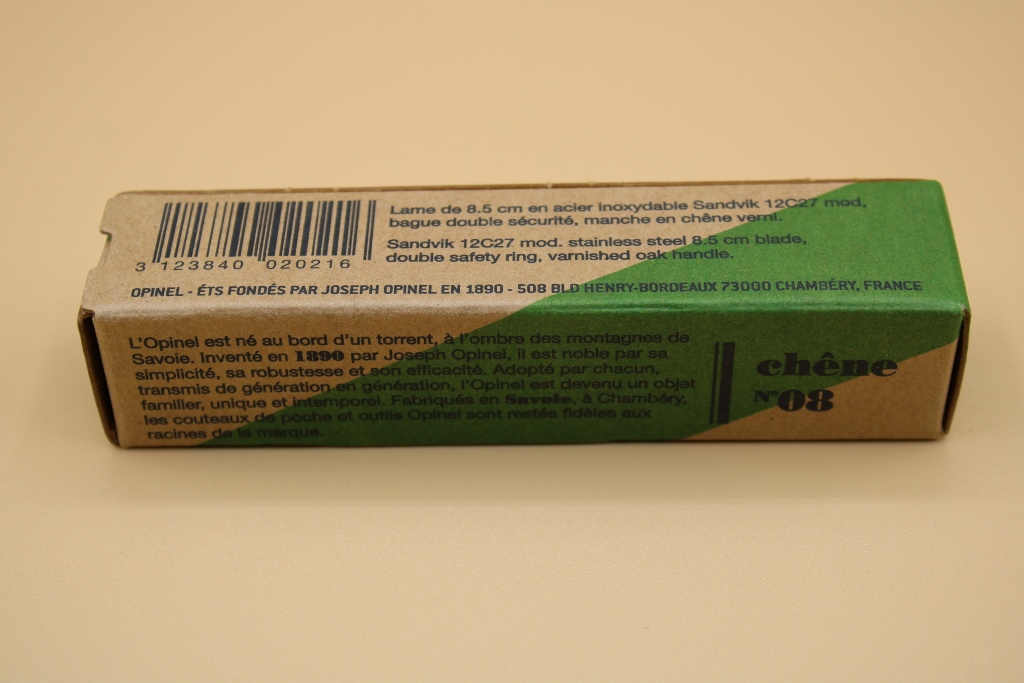 Lame de 8.5 cm en acier inoxydable Sandvik 12C27 mod,
bague double sécurité, manche en chêne verni.
Sandvik 12C27 mod. stainless steel 8.5 cm blade,
double safety ring, varnished oak handle.
3 123840 020216
OPINEL - ÉTS FONDÉS PAR JOSEPH OPINEL EN 1890 - 508 BLD HENRY-BORDEAUX 73000 CHAMBÉRY, FRANCE
L'Opinel est né au bord d'un torrent, à l'ombre des montagnes de
Savoie. Inventé en 1890 par Joseph Opinel, il est noble par sa
simplicité, sa robustesse et son efficacité. Adopté par chacun,
transmis de génération en génération, l'Opinel est devenu un objet
familier, unique et intemporel. Fabriqués en Savoie, à Chambéry,
les couteaux de poche et outils Opinel sont restés fidèles aux
racines de la marque.
chêne
N°08